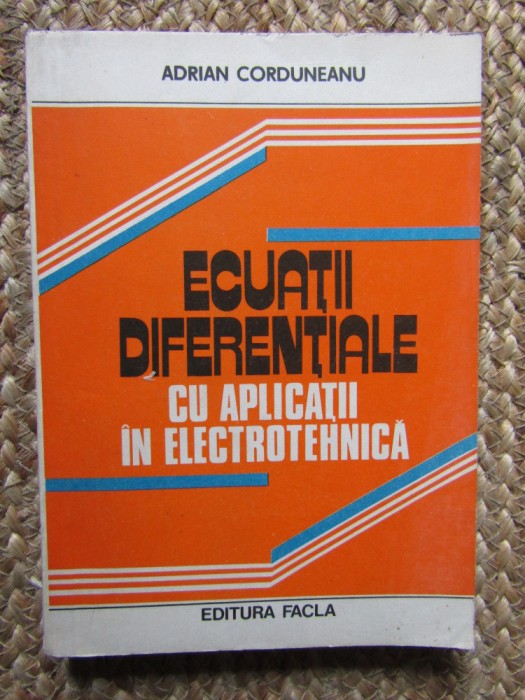 ADRIAN CORDUNEANU
ECUAȚII
DIFERENȚIALE
CU APLICAȚII
ÎN ELECTROTEHNICĂ
EDITURA FACLA